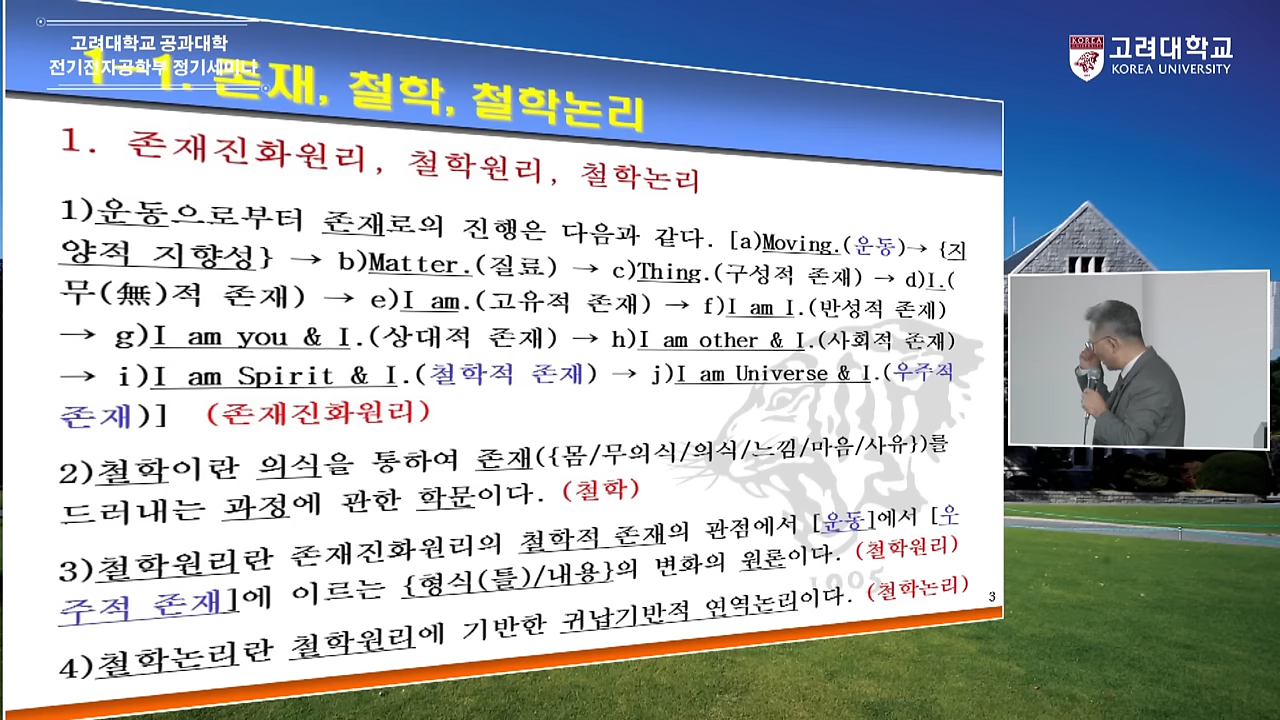 고려대학교 공과대학
전기전자공학부 정기세미나
고려대학교
KOREA UNIVERSITY
KOREA
1-1. 존재, 철학, 철학논리
1. 존재진화원리, 철학원리, 철학논리
1)운동으로부터 존재로의 진행은 다음과 같다. [a)Moving.(운동)→ {지
양적 지향성} → b)Matter.(질료) → c)Thing.(구성적 존재) → d)I.(
무(無)적 존재) → e)I am.(고유적 존재) → f)I am I.(반성적 존재)
→ g)I am you & I.(상대적 존재) → h)I am other & I.(사회적 존재)
→ i)I am Spirit & I.(철학적 존재) → j)I am Universe & I.(우주적
존재)] (존재진화원리)
2)철학이란 의식을 통하여 존재({몸/무의식/의식/느낌/마음/사유})를
드러내는 과정에 관한 학문이다. (철학)
3)철학원리란 존재진화원리의 철학적 존재의 관점에서 [운동]에서 [우
주적 존재]에 이르는 {형식(틀)/내용}의 변화의 원론이다. (철학원리)
4)철학논리란 철학원리에 기반한 귀납기반적 연역논리이다. (철학논리)
1905
3